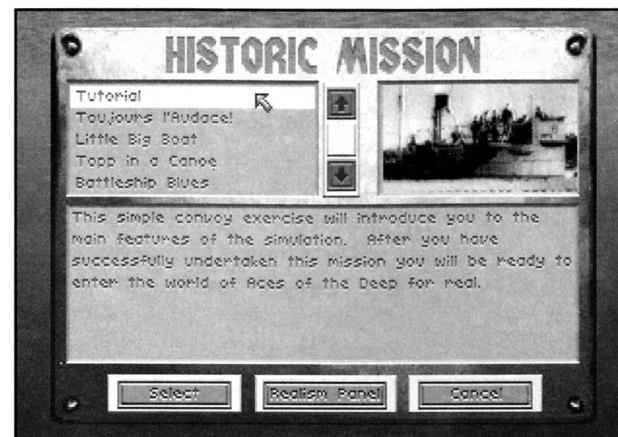 HISTORIC MISSION
Tutorial
Toujours l'Audace!
Little Big Boat
Topp in a Canoe
Battleship Blues
This simple convoy exercise will introduce you to the
main features of the simulation. After you have
successfully undertaken this mission you will be ready to
enter the world of Aces of the Deep for real.
Select
Realism Panel
Cancel